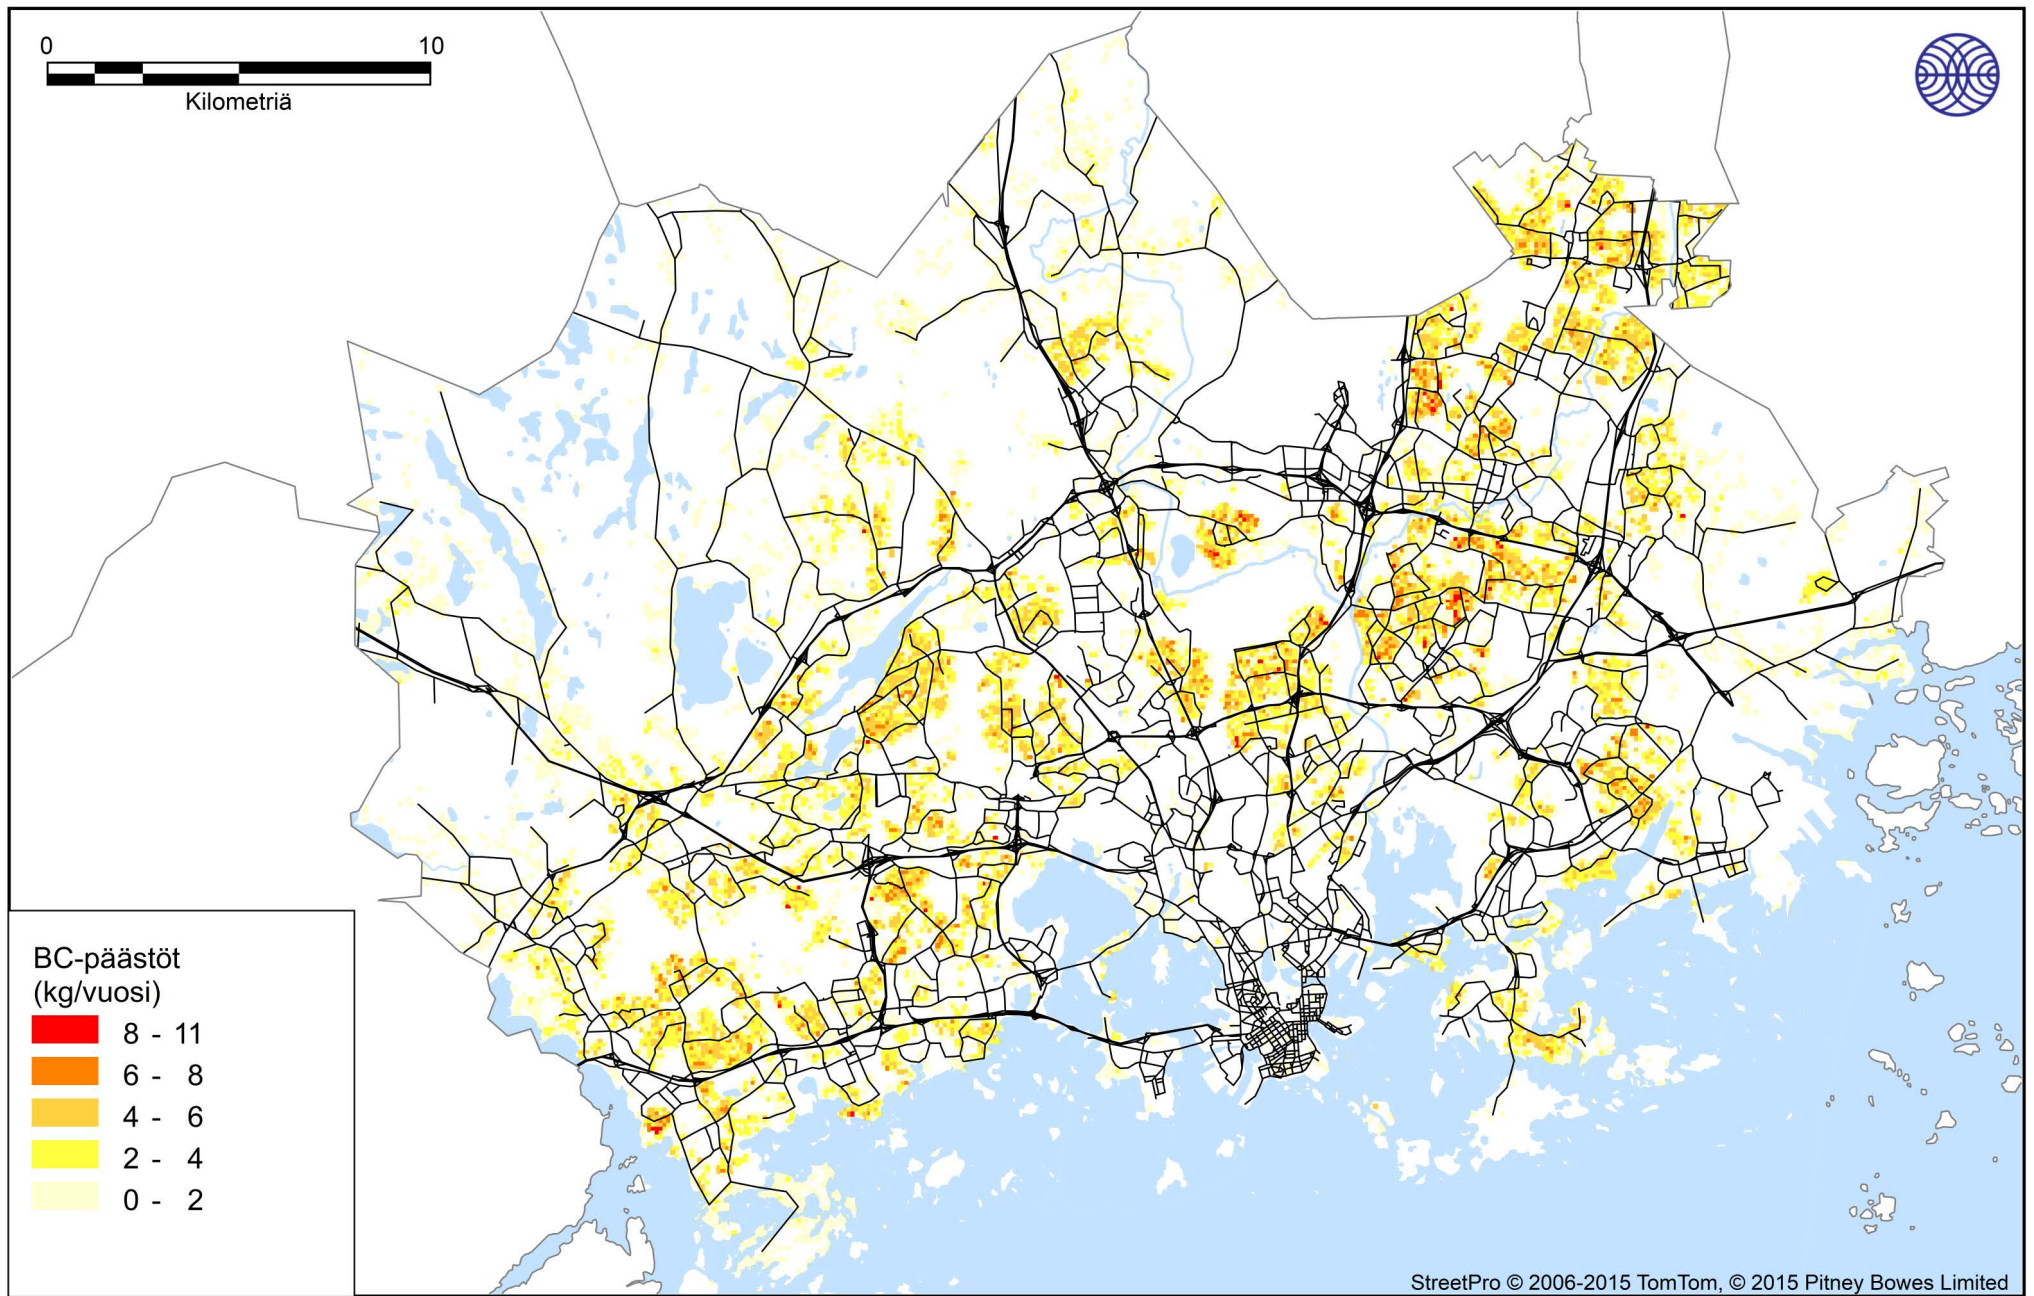 0 10
Kilometriä
BC-päästöt
(kg/vuosi)
8 - 11
6 - 8
4 - 6
2 - 4
0 - 2
StreetPro © 2006-2015 TomTom, © 2015 Pitney Bowes Limited